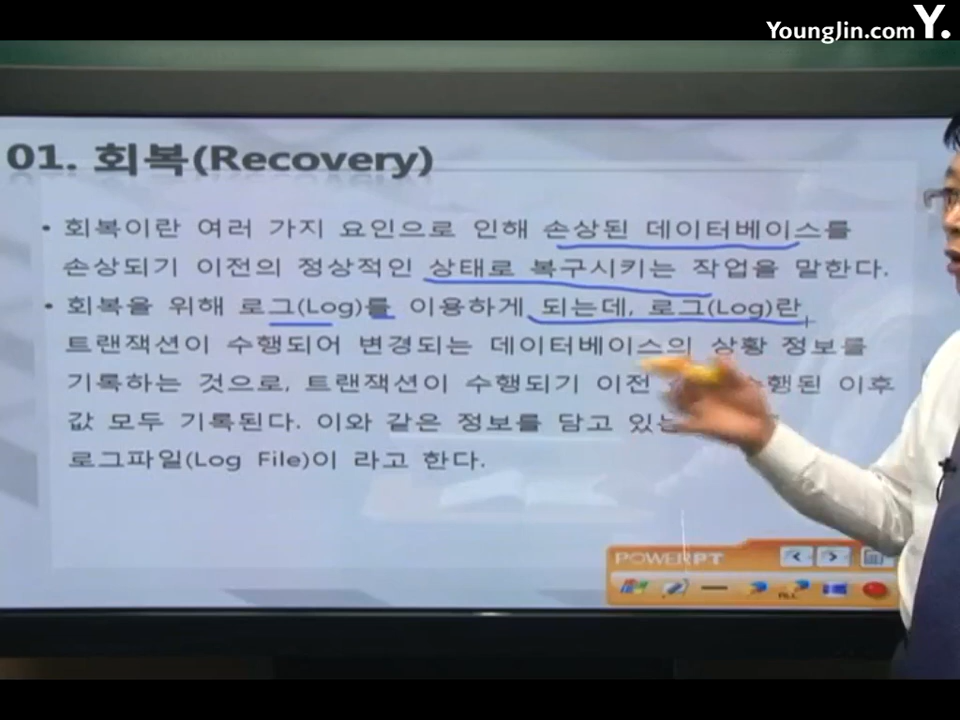 YoungJin.com Y.
01. 회복(Recovery)
• 회복이란 여러 가지 요인으로 인해 손상된 데이터베이스를
손상되기 이전의 정상적인 상태로 복구시키는 작업을 말한다.
• 회복을 위해 로그(Log)를 이용하게 되는데, 로그(Log)란
트랜잭션이 수행되어 변경되는 데이터베이스의 상황 정보를
기록하는 것으로, 트랜잭션이 수행되기 이전 수행된 이후
값 모두 기록된다. 이와 같은 정보를 담고 있는
로그파일(Log File)이 라고 한다.
POWERPT
ALL